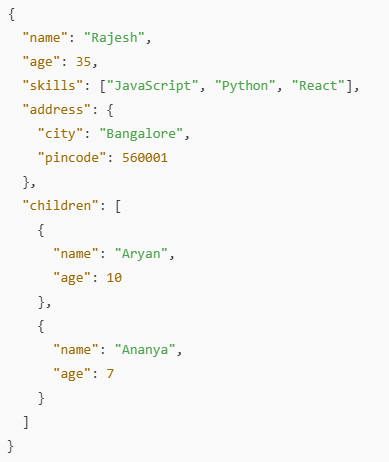 {
  "name": "Rajesh",
  "age": 35,
  "skills": ["JavaScript", "Python", "React"],
  "address": {
    "city": "Bangalore",
    "pincode": 560001
  },
  "children": [
    {
      "name": "Aryan",
      "age": 10
    },
    {
      "name": "Ananya",
      "age": 7
    }
  ]
}